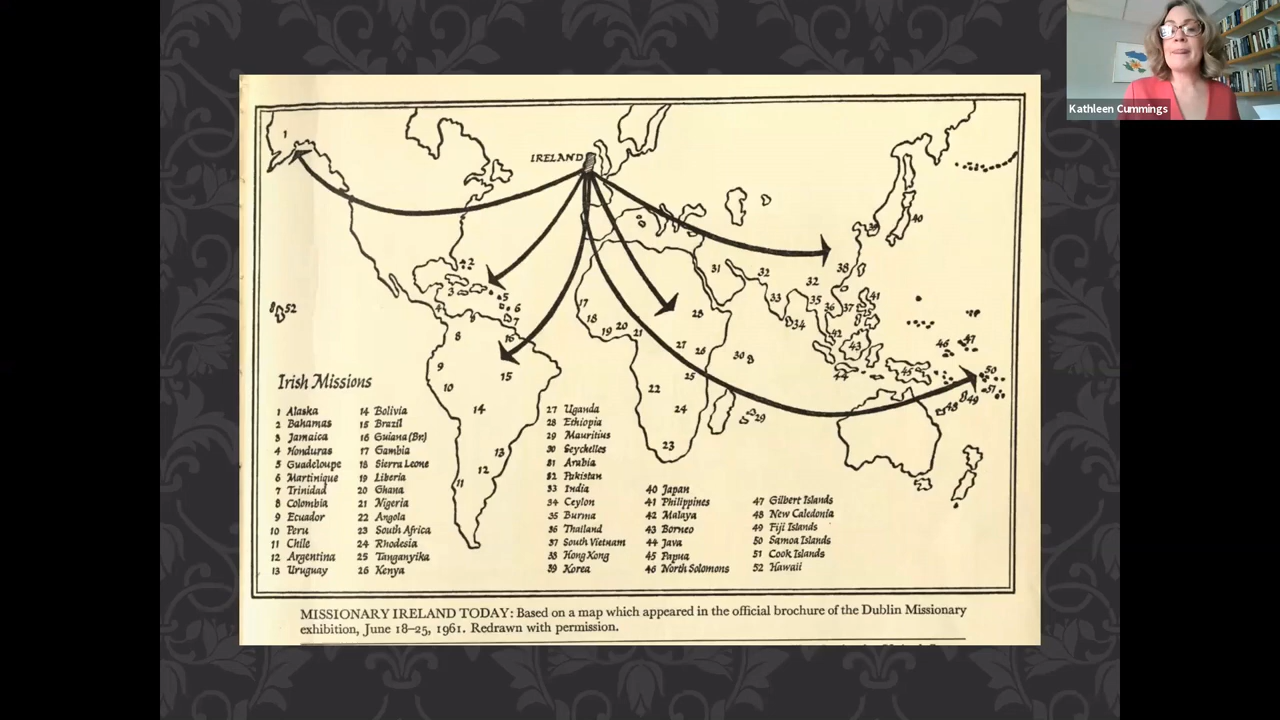 Kathleen Cummings
IRELAND
Irish Missions
1 Alaska
2 Bahamas
3 Jamaica
4 Honduras
5 Guadeloupe
6 Martinique
7 Trinidad
8 Colombia
9 Ecuador
10 Peru
11 Chile
12 Argentina
13 Uruguay
14 Bolivia
15 Brazil
16 Guiana (Br.)
17 Gambia
18 Sierra Leone
19 Liberia
20 Ghana
21 Nigeria
22 Angola
23 South Africa
24 Rhodesia
25 Tanganyika
26 Kenya
27 Uganda
28 Ethiopia
29 Mauritius
30 Seychelles
31 Arabia
32 Pakistan
33 India
34 Ceylon
35 Burma
36 Thailand
37 South Vietnam
38 Hong Kong
39 Korea
40 Japan
41 Philippines
42 Malaya
43 Borneo
44 Java
45 Papua
46 North Solomons
47 Gilbert Islands
48 New Caledonia
49 Fiji Islands
50 Samoa Islands
51 Cook Islands
52 Hawaii
MISSIONARY IRELAND TODAY: Based on a map which appeared in the official brochure of the Dublin Missionary
exhibition, June 18–25, 1961. Redrawn with permission.